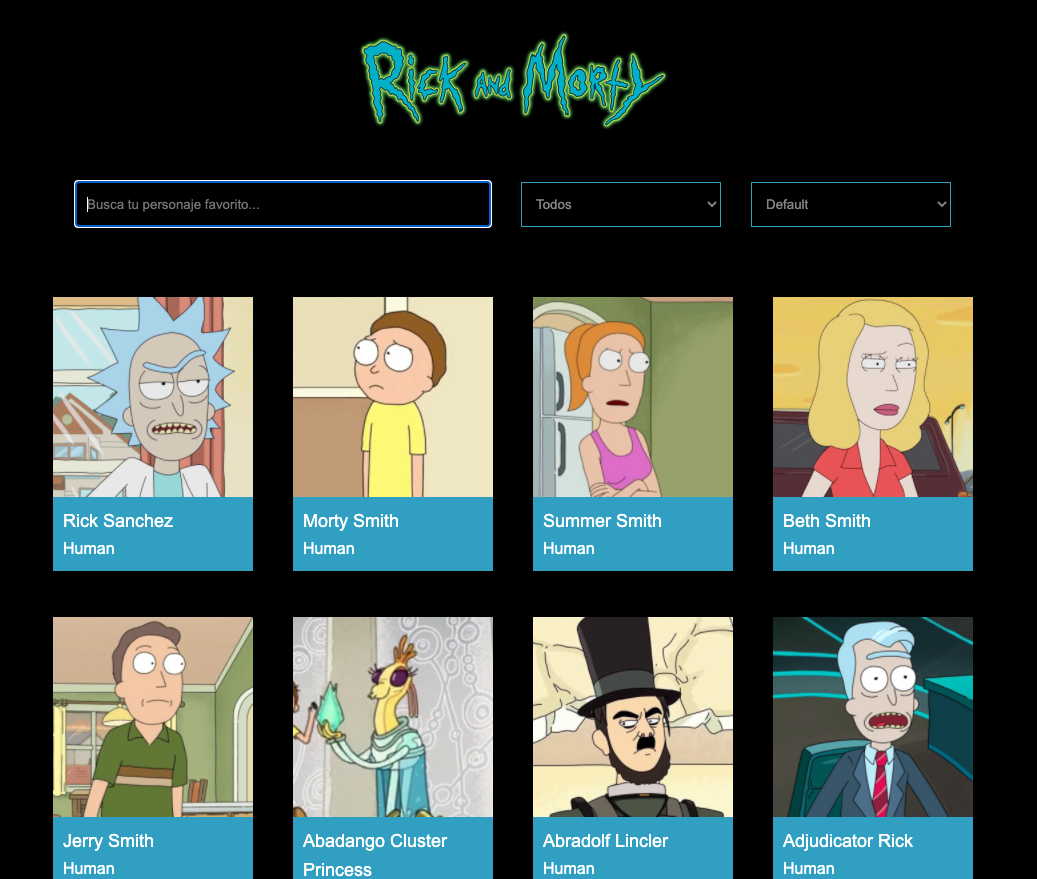 Rick and Morty
Busca tu personaje favorito...
Todos
Default
Rick Sanchez
Human
Morty Smith
Human
Summer Smith
Human
Beth Smith
Human
Jerry Smith
Human
Abadango Cluster
Princess
Abradolf Lincler
Human
Adjudicator Rick
Human